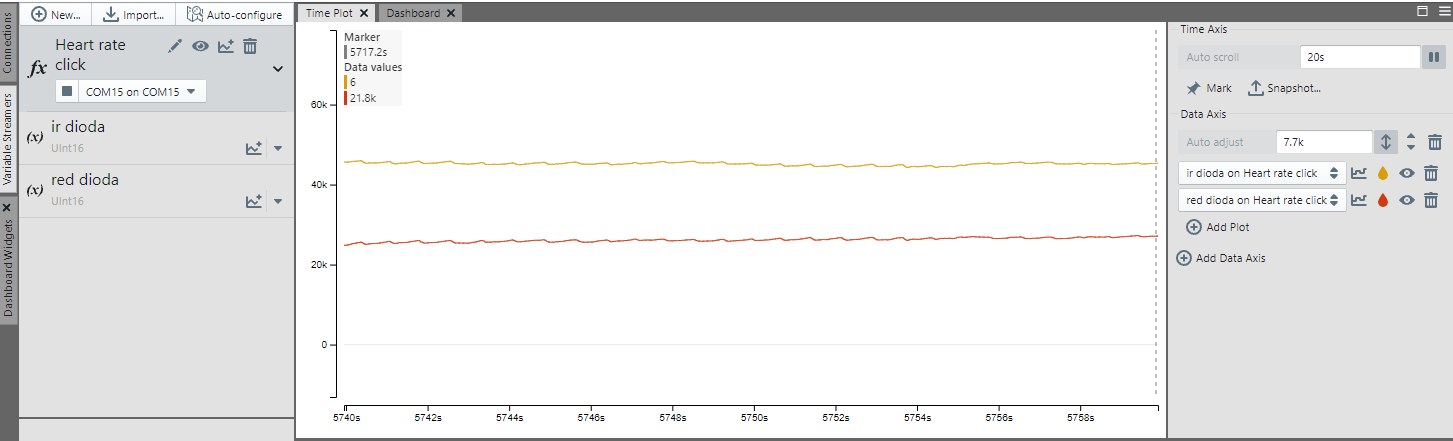 Connections
Variable Streamers
Dashboard Widgets
New... Import... Auto-configure
Heart rate
click
fx
COM15 on COM15
(x) ir dioda
UInt16
(x) red dioda
UInt16
Time Plot Dashboard
Marker
5717.2s
Data values
6
21.8k
60k
40k
20k
0
5740s 5742s 5744s 5746s 5748s 5750s 5752s 5754s 5756s 5758s
Time Axis
Auto scroll 20s
Mark Snapshot...
Data Axis
Auto adjust 7.7k
ir dioda on Heart rate click
red dioda on Heart rate click
Add Plot
Add Data Axis